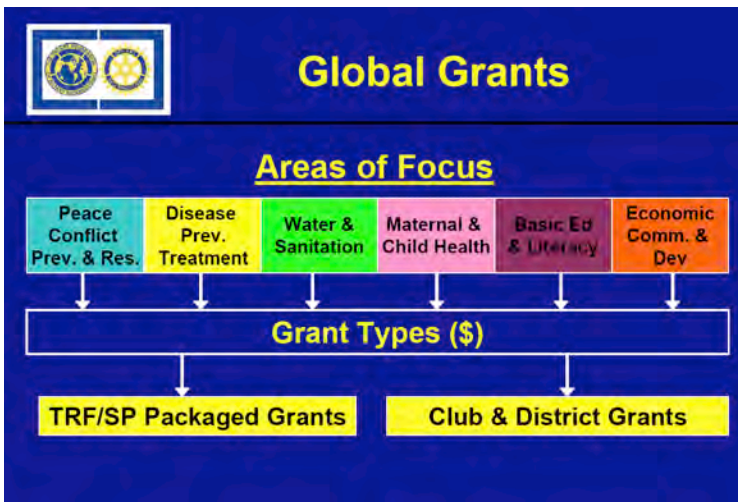 Global Grants
Areas of Focus
Peace
Conflict
Prev. & Res.
Disease
Prev.
Treatment
Water &
Sanitation
Maternal &
Child Health
Basic Ed
& Literacy
Economic
Comm. &
Dev
Grant Types ($)
TRF/SP Packaged Grants
Club & District Grants